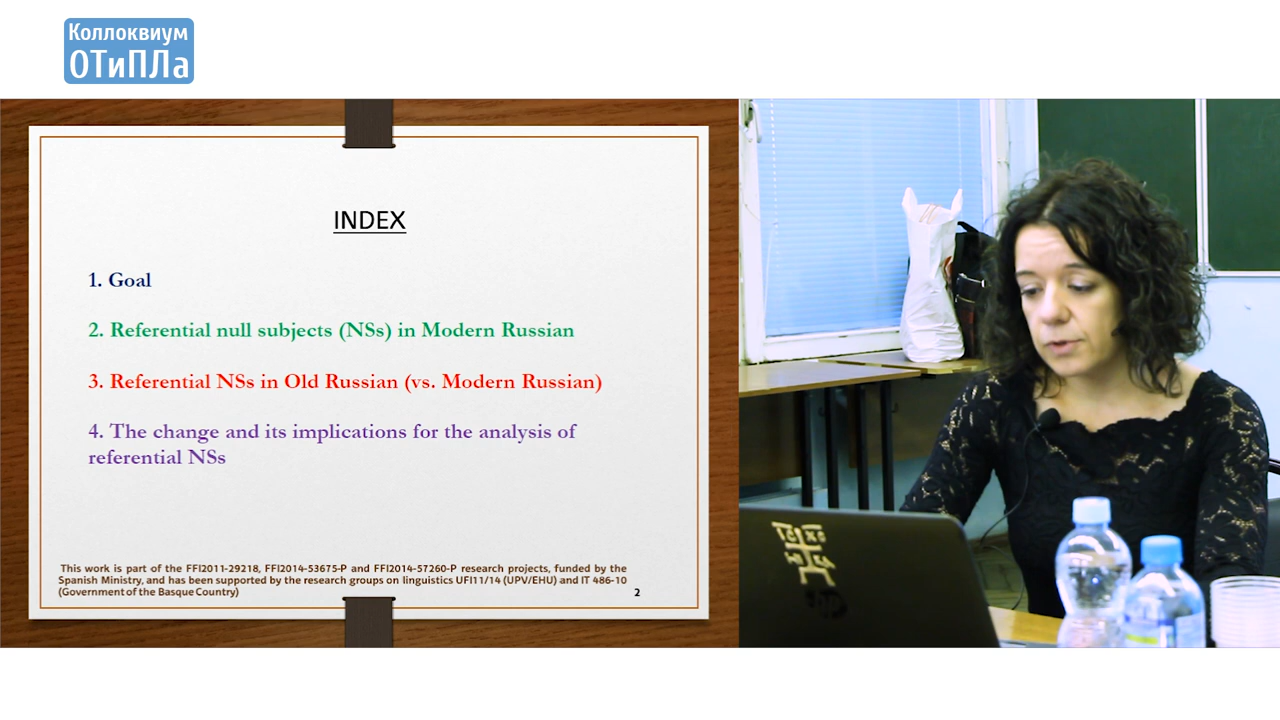 Коллоквиум
ОТиПЛа
INDEX
1. Goal
2. Referential null subjects (NSs) in Modern Russian
3. Referential NSs in Old Russian (vs. Modern Russian)
4. The change and its implications for the analysis of
referential NSs
This work is part of the FFI2011-29218, FFI2014-53675-P and FFI2014-57260-P research projects, funded by the
Spanish Ministry, and has been supported by the research groups on linguistics UFI11/14 (UPV/EHU) and IT 486-10
(Government of the Basque Country)
2